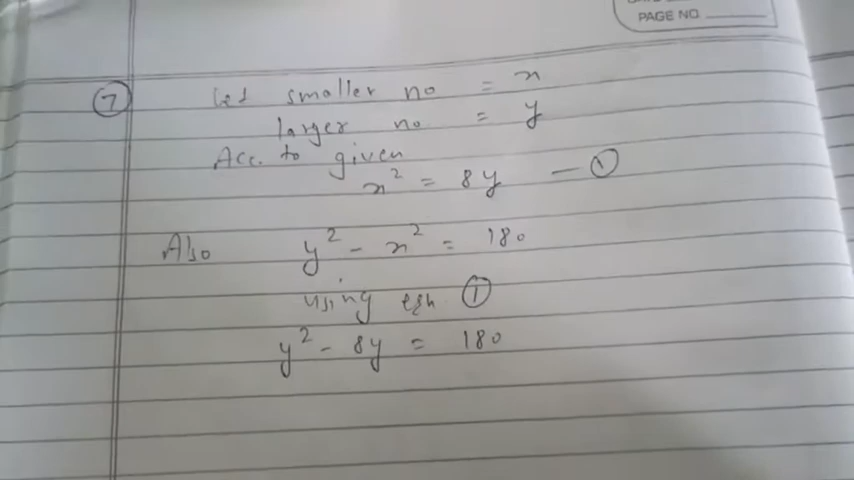 PAGE NO
7 Let smaller no = x
larger no = y
Acc. to given
x² = 8y — 1
Also y² - x² = 180
using eqn 1
y² - 8y = 180